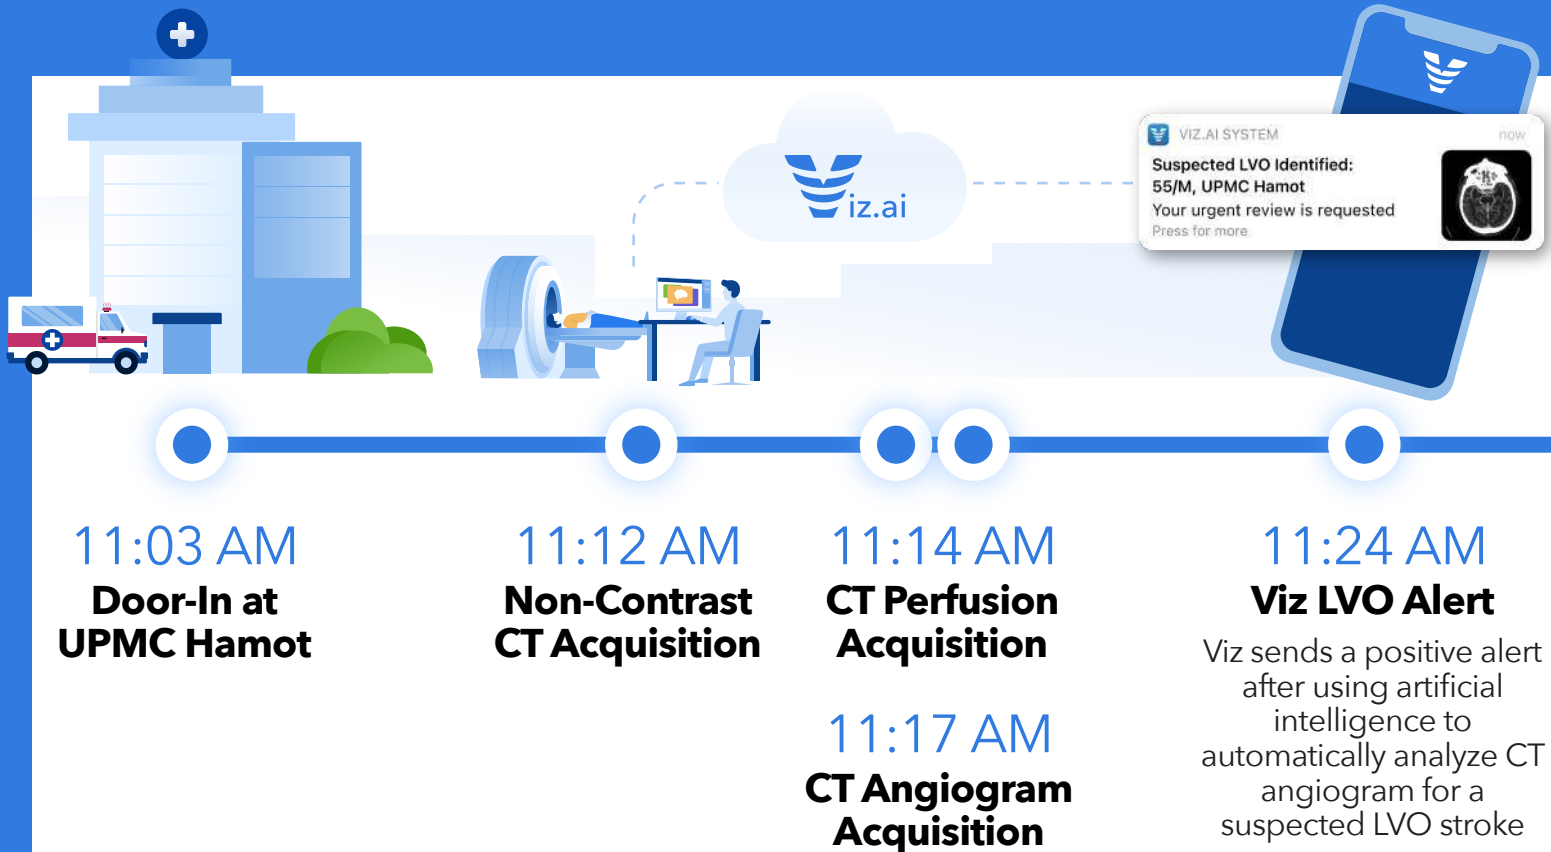 Viz.ai
VIZ.AI SYSTEM
now
Suspected LVO Identified:
55/M, UPMC Hamot
Your urgent review is requested
Press for more
11:03 AM
Door-In at
UPMC Hamot
11:12 AM
Non-Contrast
CT Acquisition
11:14 AM
CT Perfusion
Acquisition
11:17 AM
CT Angiogram
Acquisition
11:24 AM
Viz LVO Alert
Viz sends a positive alert
after using artificial
intelligence to
automatically analyze CT
angiogram for a
suspected LVO stroke